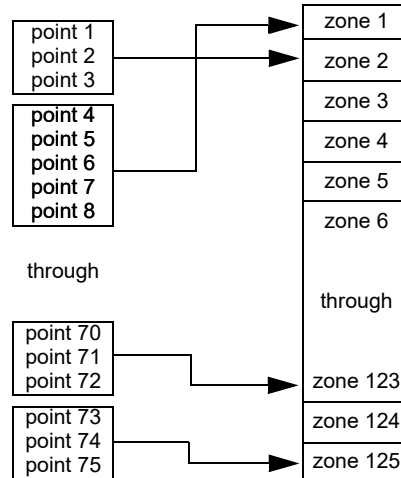 point 1
point 2
point 3
point 4
point 5
point 6
point 7
point 8
through
point 70
point 71
point 72
point 73
point 74
point 75
zone 1
zone 2
zone 3
zone 4
zone 5
zone 6
through
zone 123
zone 124
zone 125